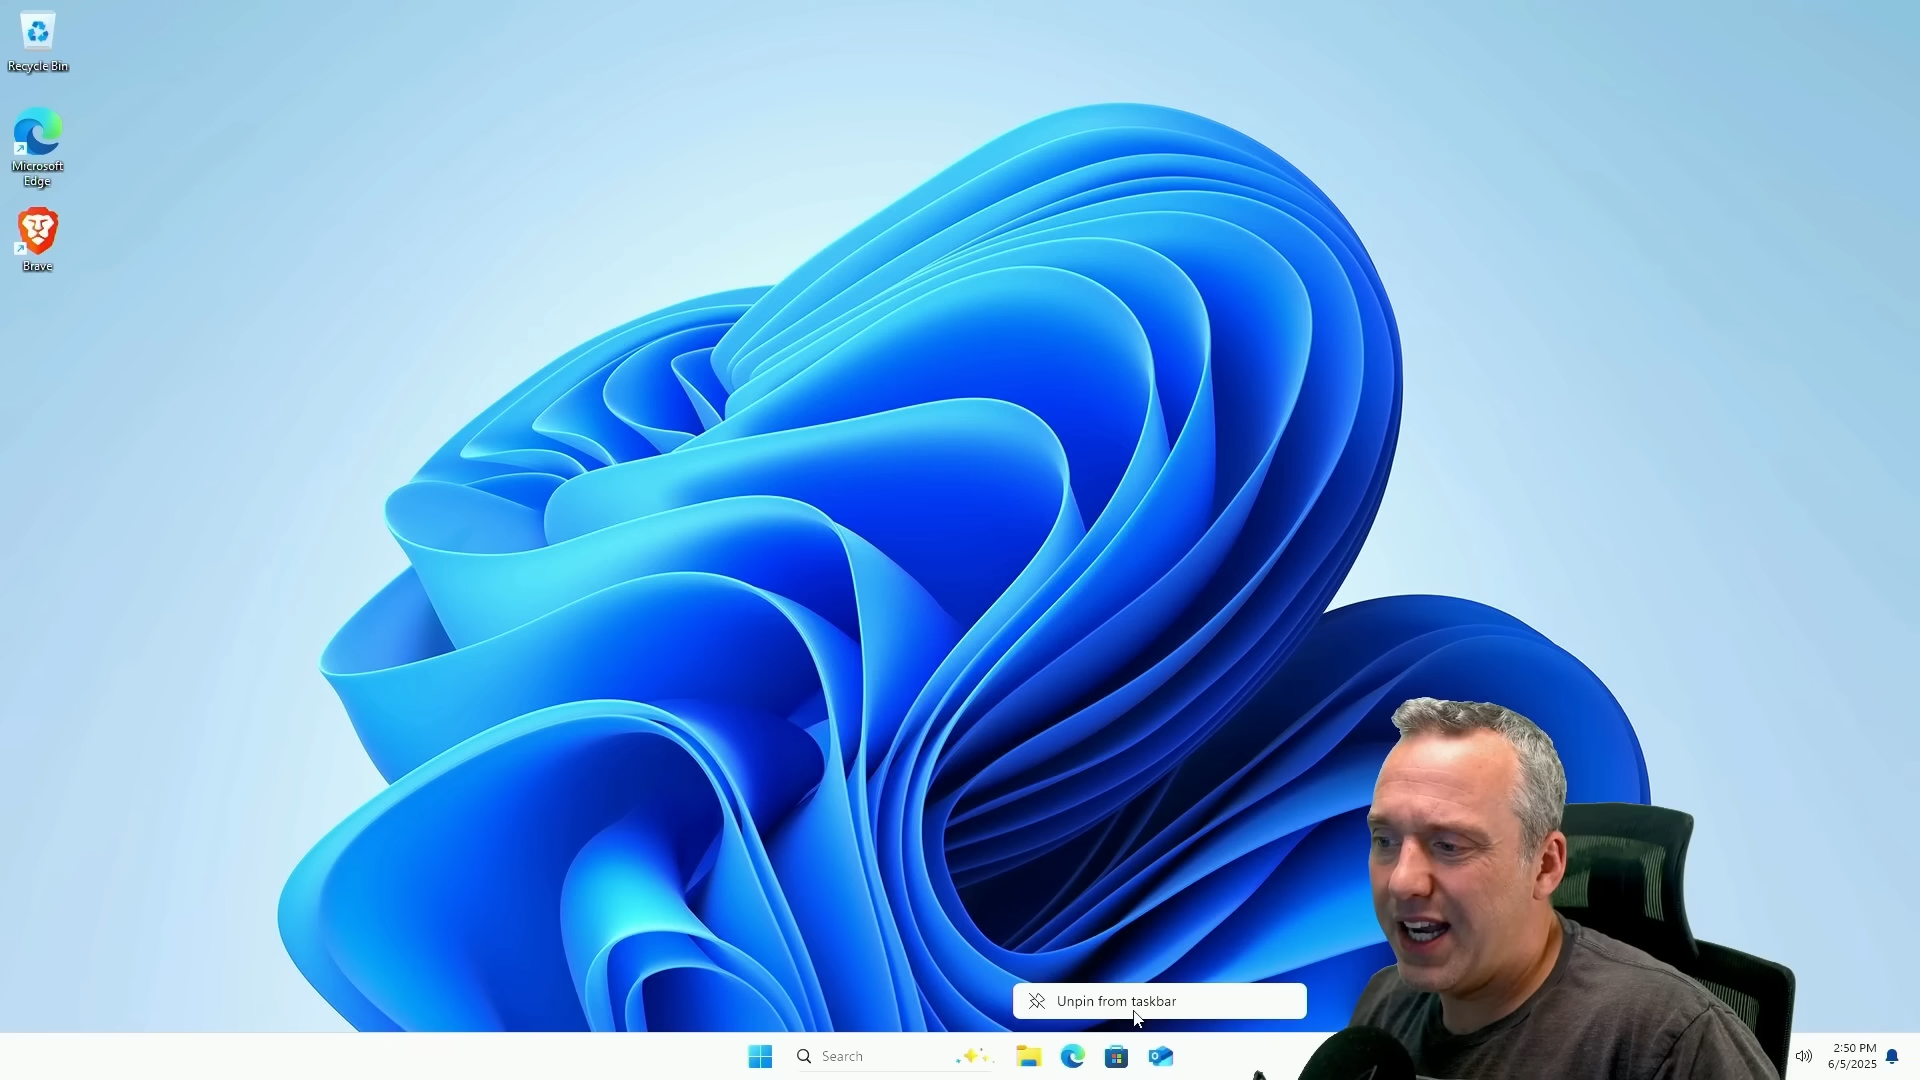 Recycle Bin
Microsoft
Edge
Brave
Unpin from taskbar
Search
2:50 PM
6/5/2025